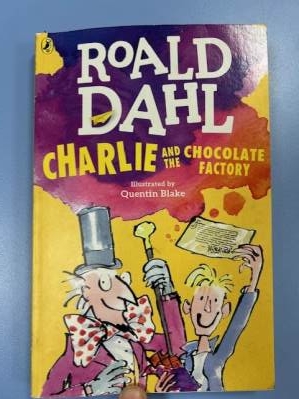 ROALD
DAHL
CHARLIE AND THE CHOCOLATE FACTORY
Illustrated by
Quentin Blake